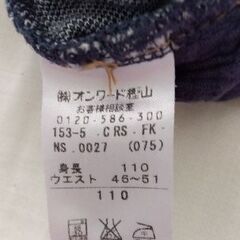 ㈱オンワード樫山
お客様相談室
0120-586-300
153-5 .CRS.FK-
NS.0027 (075)
身長 110
ウエスト 46~51
110